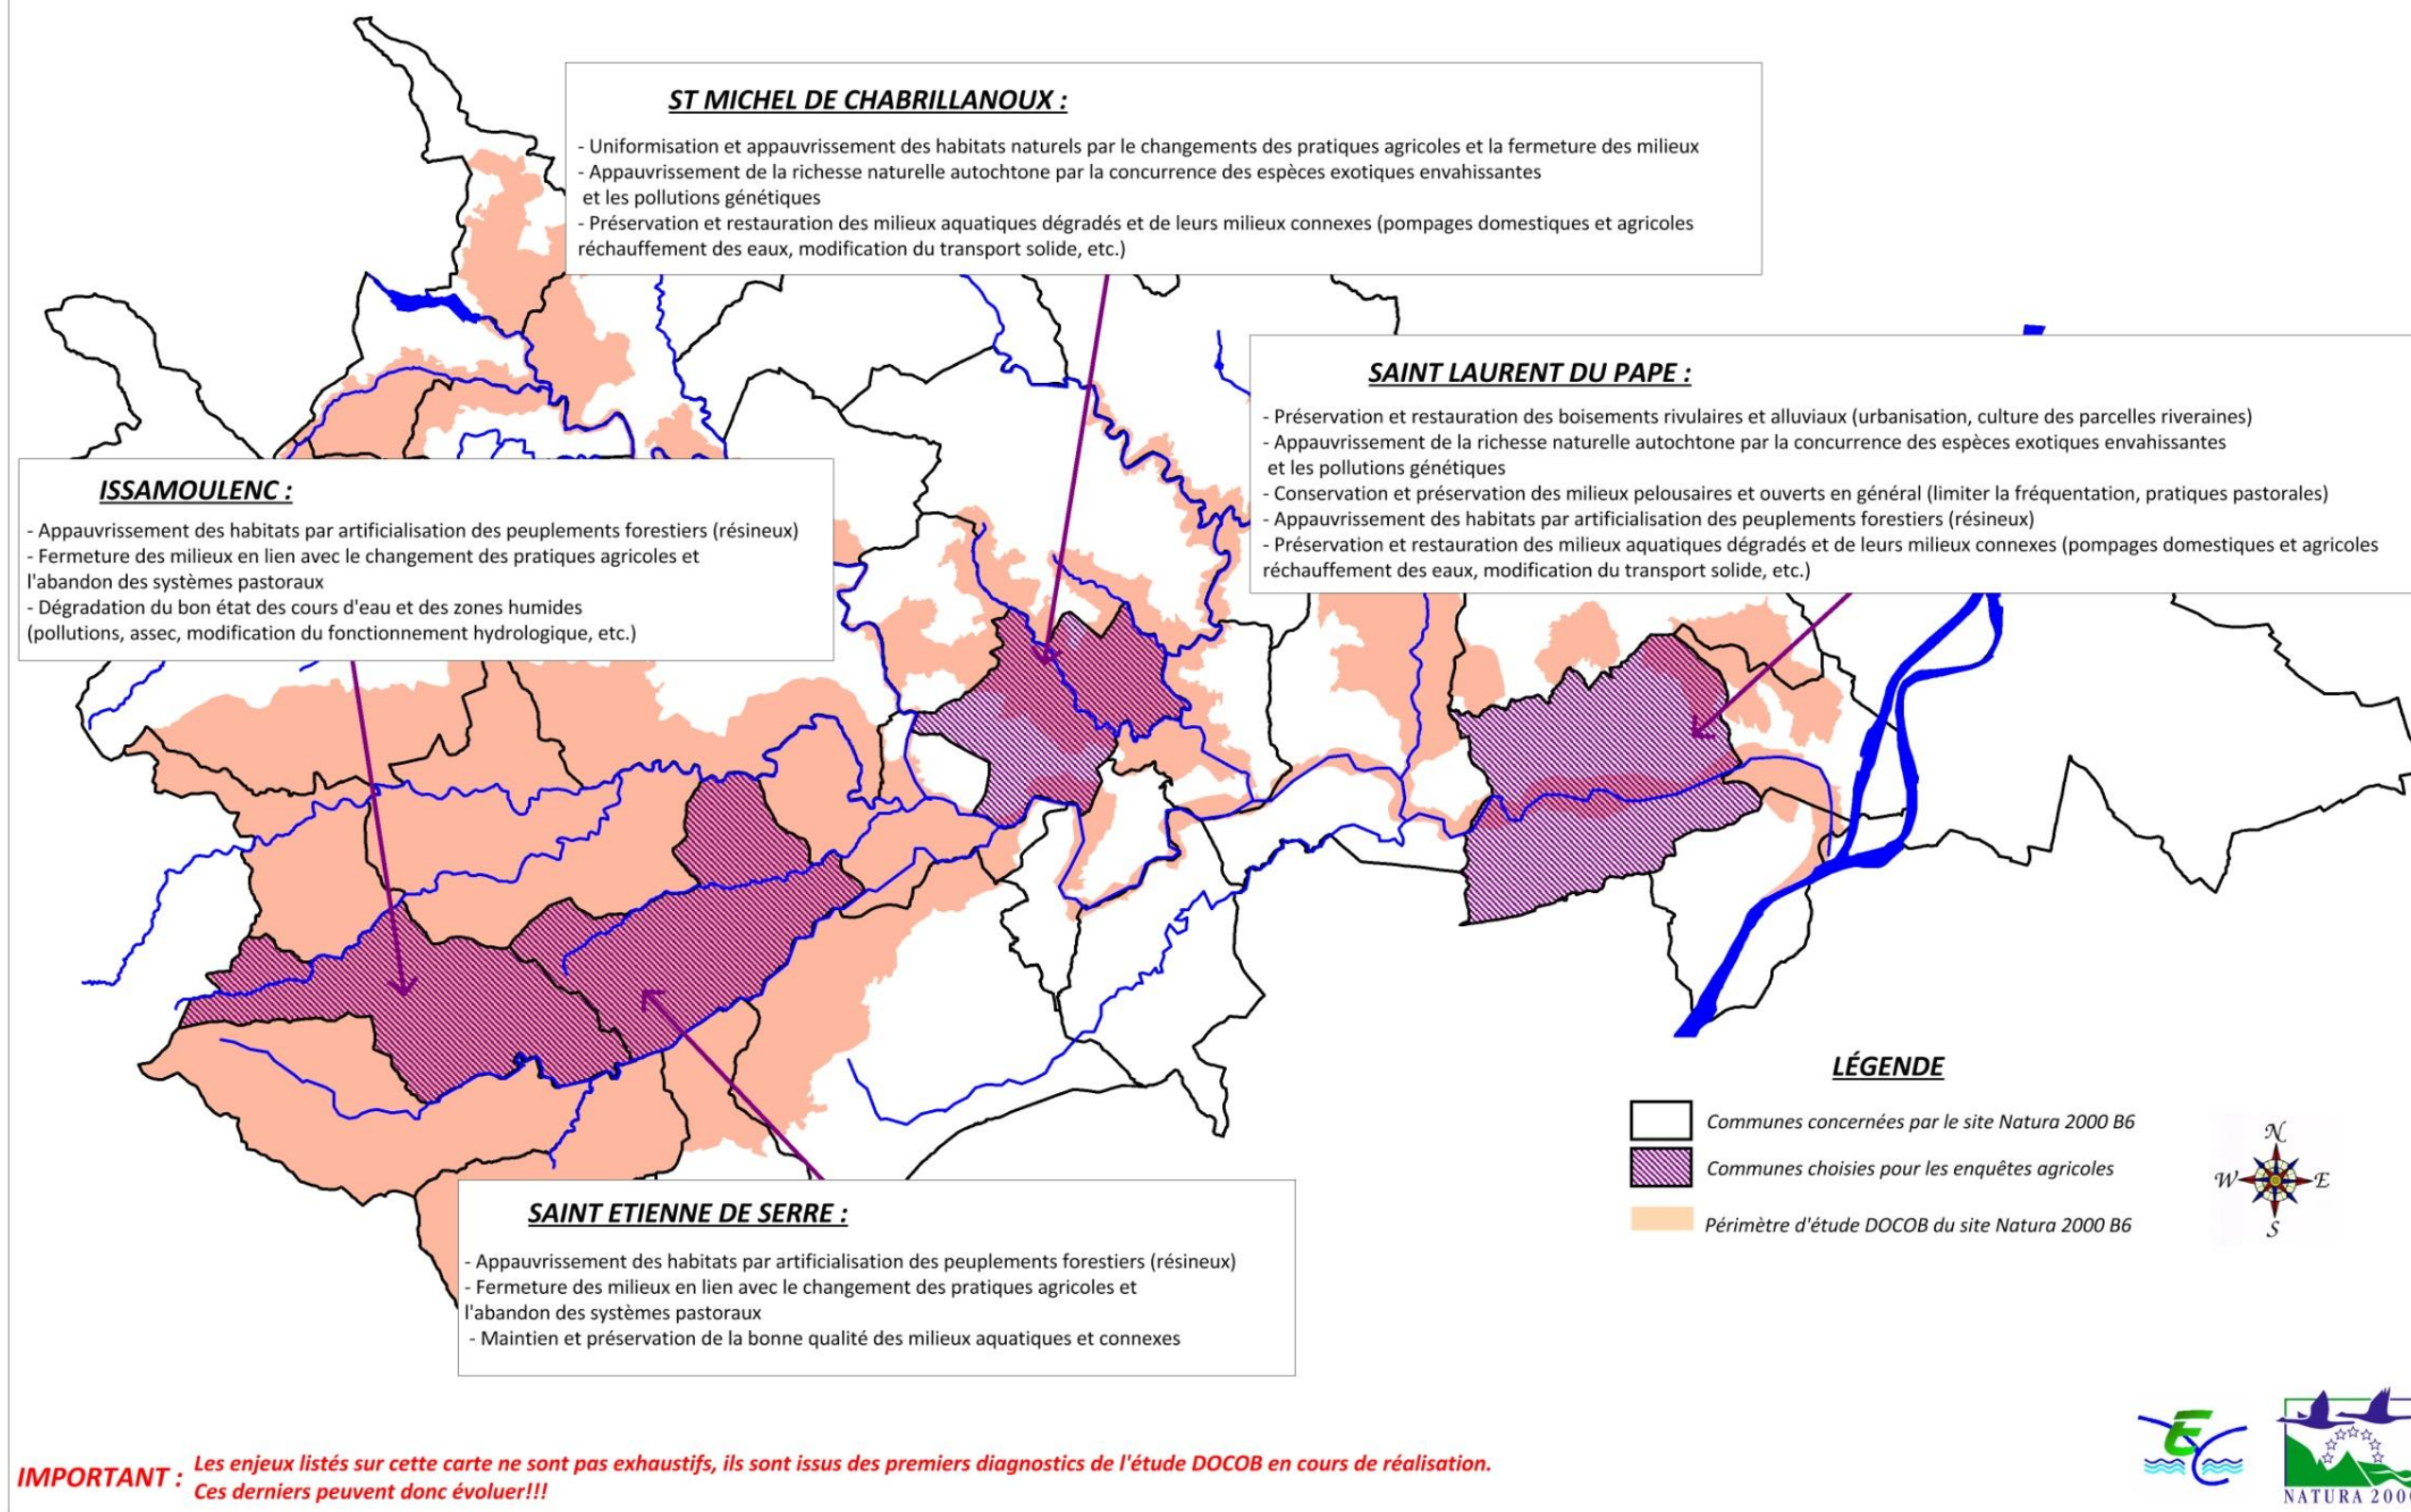 ST MICHEL DE CHABRILLANOUX :
- Uniformisation et appauvrissement des habitats naturels par le changements des pratiques agricoles et la fermeture des milieux
- Appauvrissement de la richesse naturelle autochtone par la concurrence des espèces exotiques envahissantes
et les pollutions génétiques
- Préservation et restauration des milieux aquatiques dégradés et de leurs milieux connexes (pompages domestiques et agricoles
réchauffement des eaux, modification du transport solide, etc.)
SAINT LAURENT DU PAPE :
- Préservation et restauration des boisements rivulaires et alluviaux (urbanisation, culture des parcelles riveraines)
- Appauvrissement de la richesse naturelle autochtone par la concurrence des espèces exotiques envahissantes
et les pollutions génétiques
- Conservation et préservation des milieux pelousaires et ouverts en général (limiter la fréquentation, pratiques pastorales)
- Appauvrissement des habitats par artificialisation des peuplements forestiers (résineux)
- Préservation et restauration des milieux aquatiques dégradés et de leurs milieux connexes (pompages domestiques et agricoles
réchauffement des eaux, modification du transport solide, etc.)
ISSAMOULENC :
- Appauvrissement des habitats par artificialisation des peuplements forestiers (résineux)
- Fermeture des milieux en lien avec le changement des pratiques agricoles et
l'abandon des systèmes pastoraux
- Dégradation du bon état des cours d'eau et des zones humides
(pollutions, assec, modification du fonctionnement hydrologique, etc.)
SAINT ETIENNE DE SERRE :
- Appauvrissement des habitats par artificialisation des peuplements forestiers (résineux)
- Fermeture des milieux en lien avec le changement des pratiques agricoles et
l'abandon des systèmes pastoraux
- Maintien et préservation de la bonne qualité des milieux aquatiques et connexes
LÉGENDE
Communes concernées par le site Natura 2000 B6
Communes choisies pour les enquêtes agricoles
Périmètre d'étude DOCOB du site Natura 2000 B6
N
W E
S
IMPORTANT : Les enjeux listés sur cette carte ne sont pas exhaustifs, ils sont issus des premiers diagnostics de l'étude DOCOB en cours de réalisation.
Ces derniers peuvent donc évoluer!!!
E
NATURA 2000